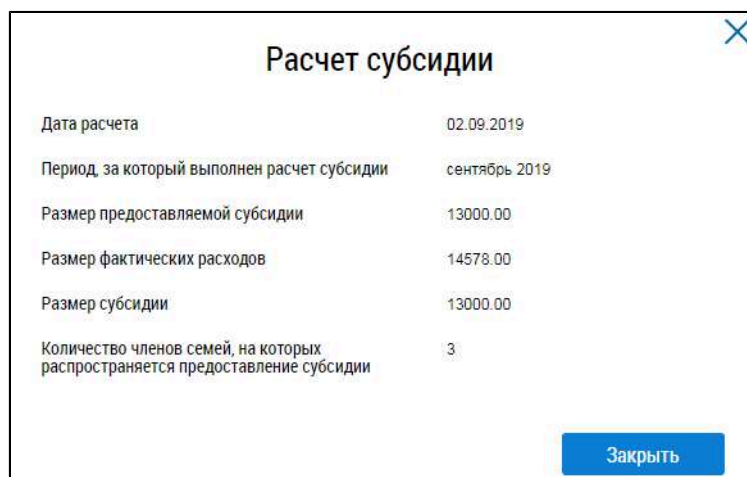 Расчет субсидии
Дата расчета 02.09.2019
Период, за который выполнен расчет субсидии сентябрь 2019
Размер предоставляемой субсидии 13000.00
Размер фактических расходов 14578.00
Размер субсидии 13000.00
Количество членов семей, на которых 3
распространяется предоставление субсидии
Закрыть